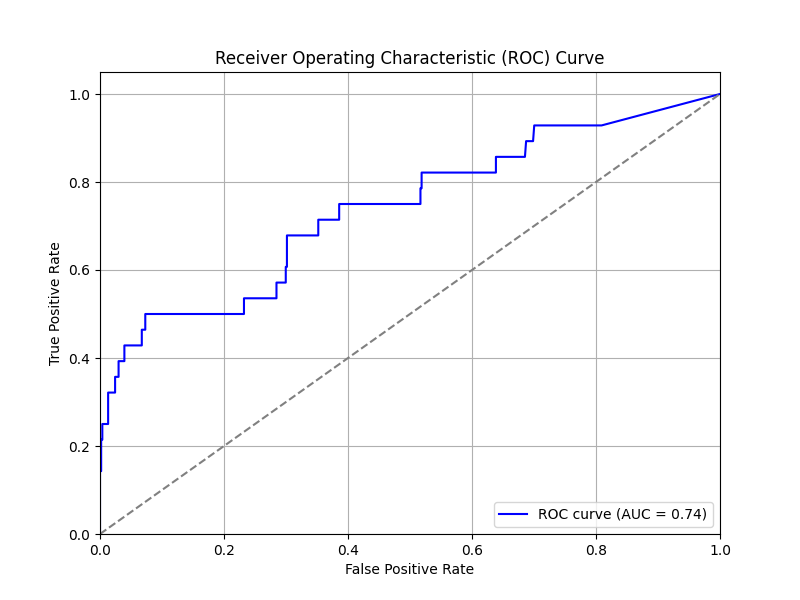 Receiver Operating Characteristic (ROC) Curve
1.0
0.8
0.6
0.4
0.2
0.0
True Positive Rate
ROC curve (AUC = 0.74)
0.0 0.2 0.4 0.6 0.8 1.0
False Positive Rate